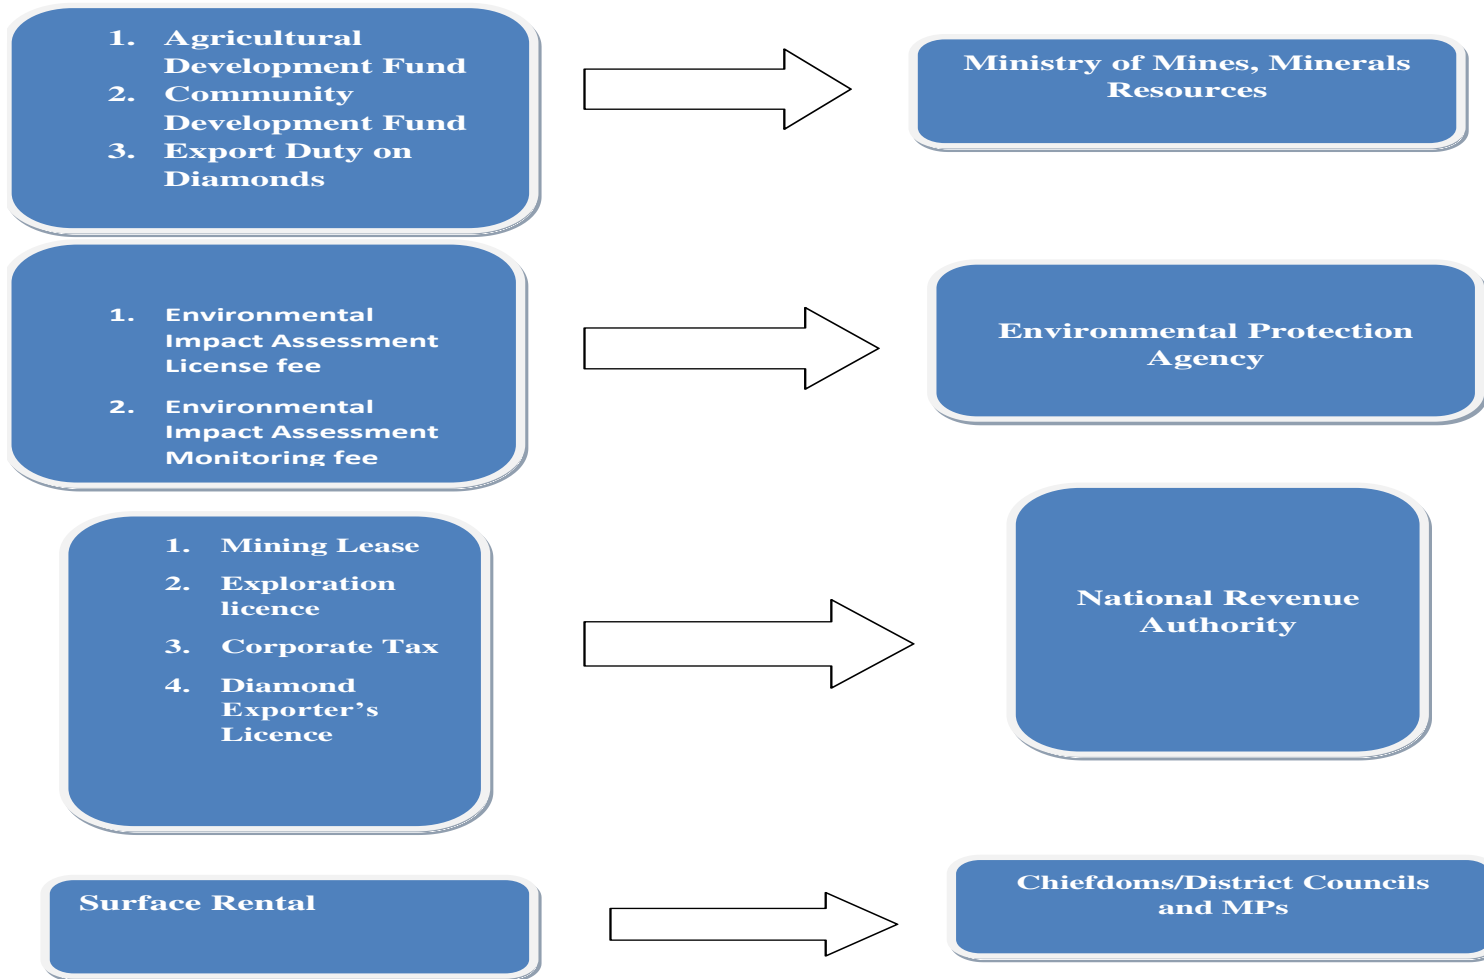 1. Agricultural
Development Fund
2. Community
Development Fund
3. Export Duty on
Diamonds
Ministry of Mines, Minerals
Resources
1. Environmental
Impact Assessment
License fee
2. Environmental
Impact Assessment
Monitoring fee
Environmental Protection
Agency
1. Mining Lease
2. Exploration
licence
3. Corporate Tax
4. Diamond
Exporter’s
Licence
National Revenue
Authority
Surface Rental
Chiefdoms/District Councils
and MPs